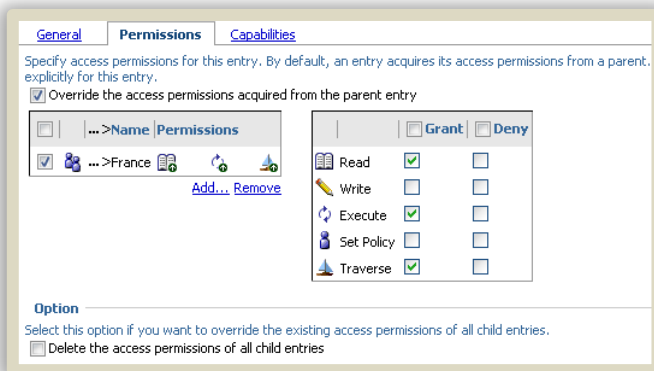 General Permissions Capabilities
Specify access permissions for this entry. By default, an entry acquires its access permissions from a parent.
explicitly for this entry.
Override the access permissions acquired from the parent entry
...>Name Permissions
...>France
Add... Remove
Grant Deny
Read
Write
Execute
Set Policy
Traverse
Option
Select this option if you want to override the existing access permissions of all child entries.
Delete the access permissions of all child entries